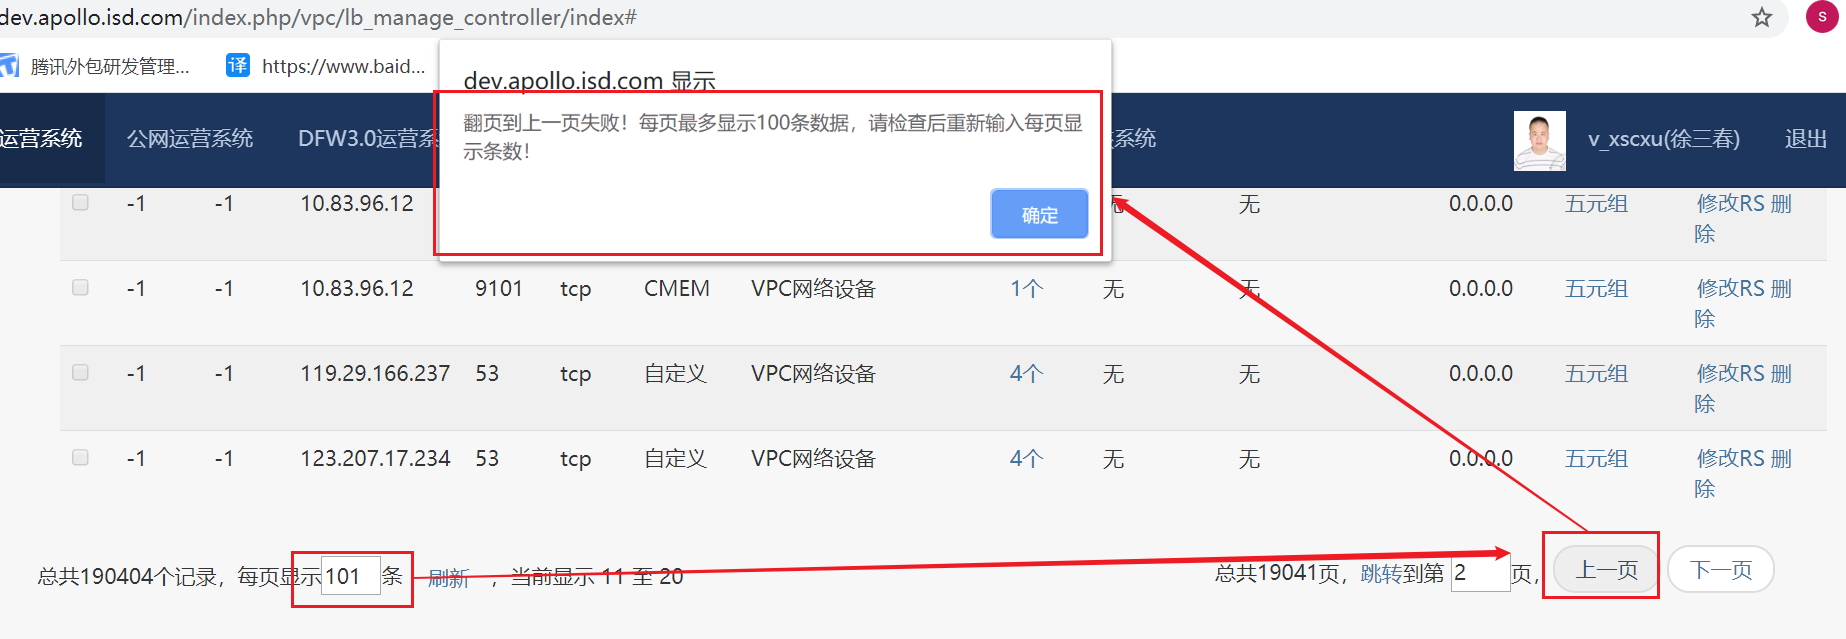 dev.apollo.isd.com/index.php/vpc/lb_manage_controller/index#
S
腾讯外包研发管理...
译 https://www.baid...
dev.apollo.isd.com 显示
翻页到上一页失败！每页最多显示100条数据，请检查后重新输入每页显
示条数！
确定
运营系统 公网运营系统 DFW3.0运营系 系统 v_xscxu(徐三春) 退出
-1 -1 10.83.96.12 无 无 0.0.0.0 五元组 修改RS 删
除
-1 -1 10.83.96.12 9101 tcp CMEM VPC网络设备 1个 无 无 0.0.0.0 五元组 修改RS 删
除
-1 -1 119.29.166.237 53 tcp 自定义 VPC网络设备 4个 无 无 0.0.0.0 五元组 修改RS 删
除
-1 -1 123.207.17.234 53 tcp 自定义 VPC网络设备 4个 无 无 0.0.0.0 五元组 修改RS 删
除
总共190404个记录，每页显示 101 条 刷新 ，当前显示 11 至 20 总共19041页，跳转到第 2 页， 上一页 下一页